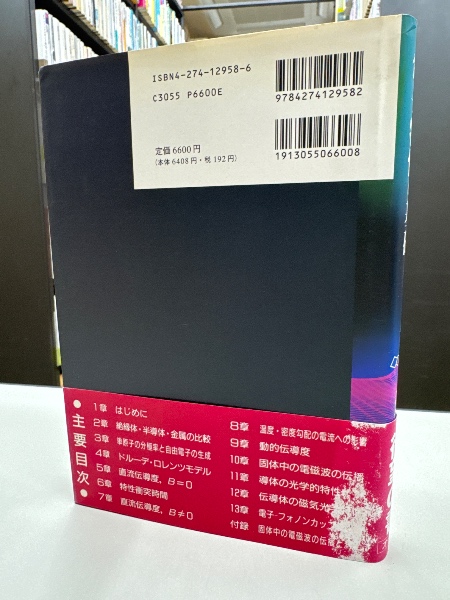 ISBN4-274-12958-6
C3055 P6600E
9784274129582
定価6600円
(本体6408円・税192円)
1913055066008
●主要目次●
1章 はじめに
2章 絶縁体・半導体・金属の比較
3章 単粒子の分極率と自由電子の生成
4章 ドルーデ・ロレンツモデル
5章 直流伝導度，B＝0
6章 特性衝突時間
7章 直流伝導度，B≠0
8章 温度・密度勾配の電流への影響
9章 動的伝導度
10章 固体中の電磁波の伝播
11章 導体の光学的特性
12章 伝導体の磁気光学
13章 電子-フォノンカップ
付録 固体中の電磁波の伝播